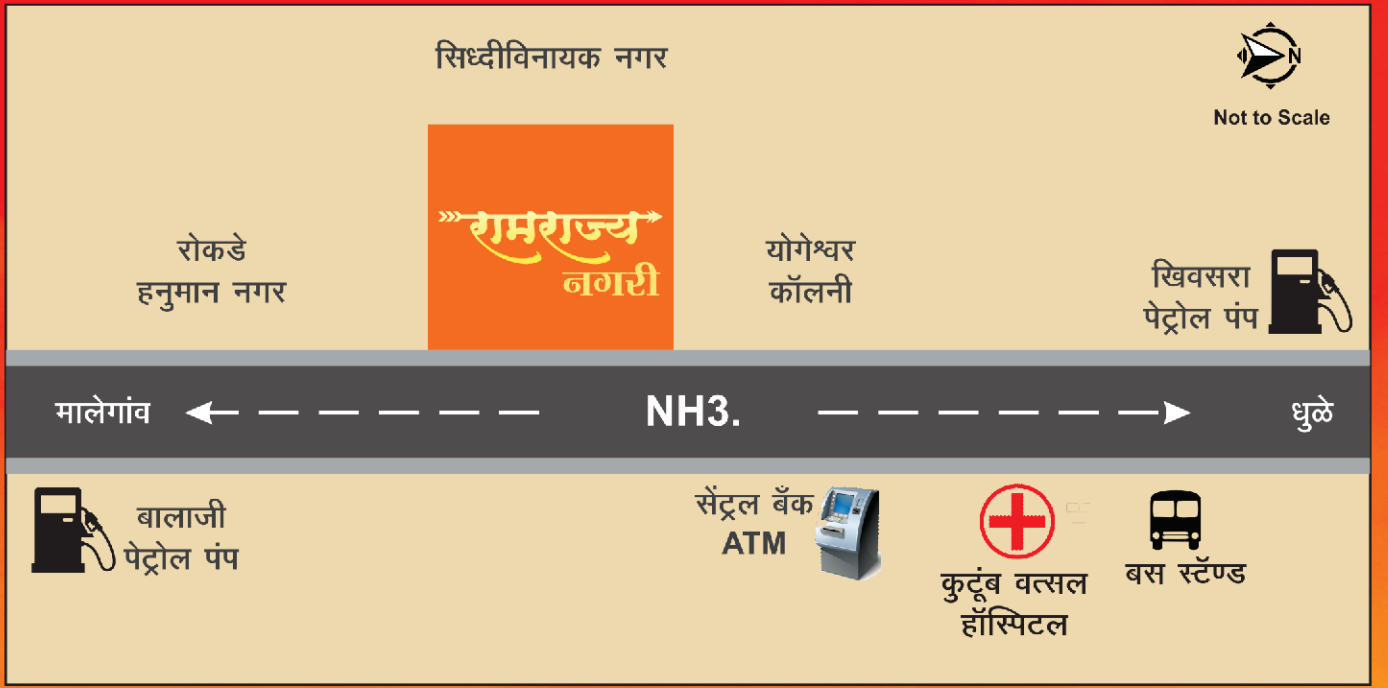 सिध्दीविनायक नगर
N
Not to Scale
रामराज्य
नगरी
रोकडे
हनुमान नगर
योगेश्वर
कॉलनी
खिवसरा
पेट्रोल पंप
मालेगांव
NH3.
धुळे
बालाजी
पेट्रोल पंप
सेंट्रल बँक
ATM
कुटूंब वत्सल
हॉस्पिटल
बस स्टॅण्ड